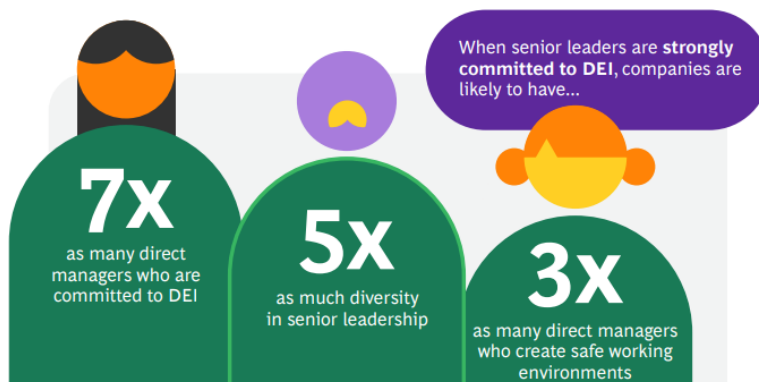 When senior leaders are strongly
committed to DEI, companies are
likely to have...
7x
as many direct
managers who are
committed to DEI
5x
as much diversity
in senior leadership
3x
as many direct managers
who create safe working
environments